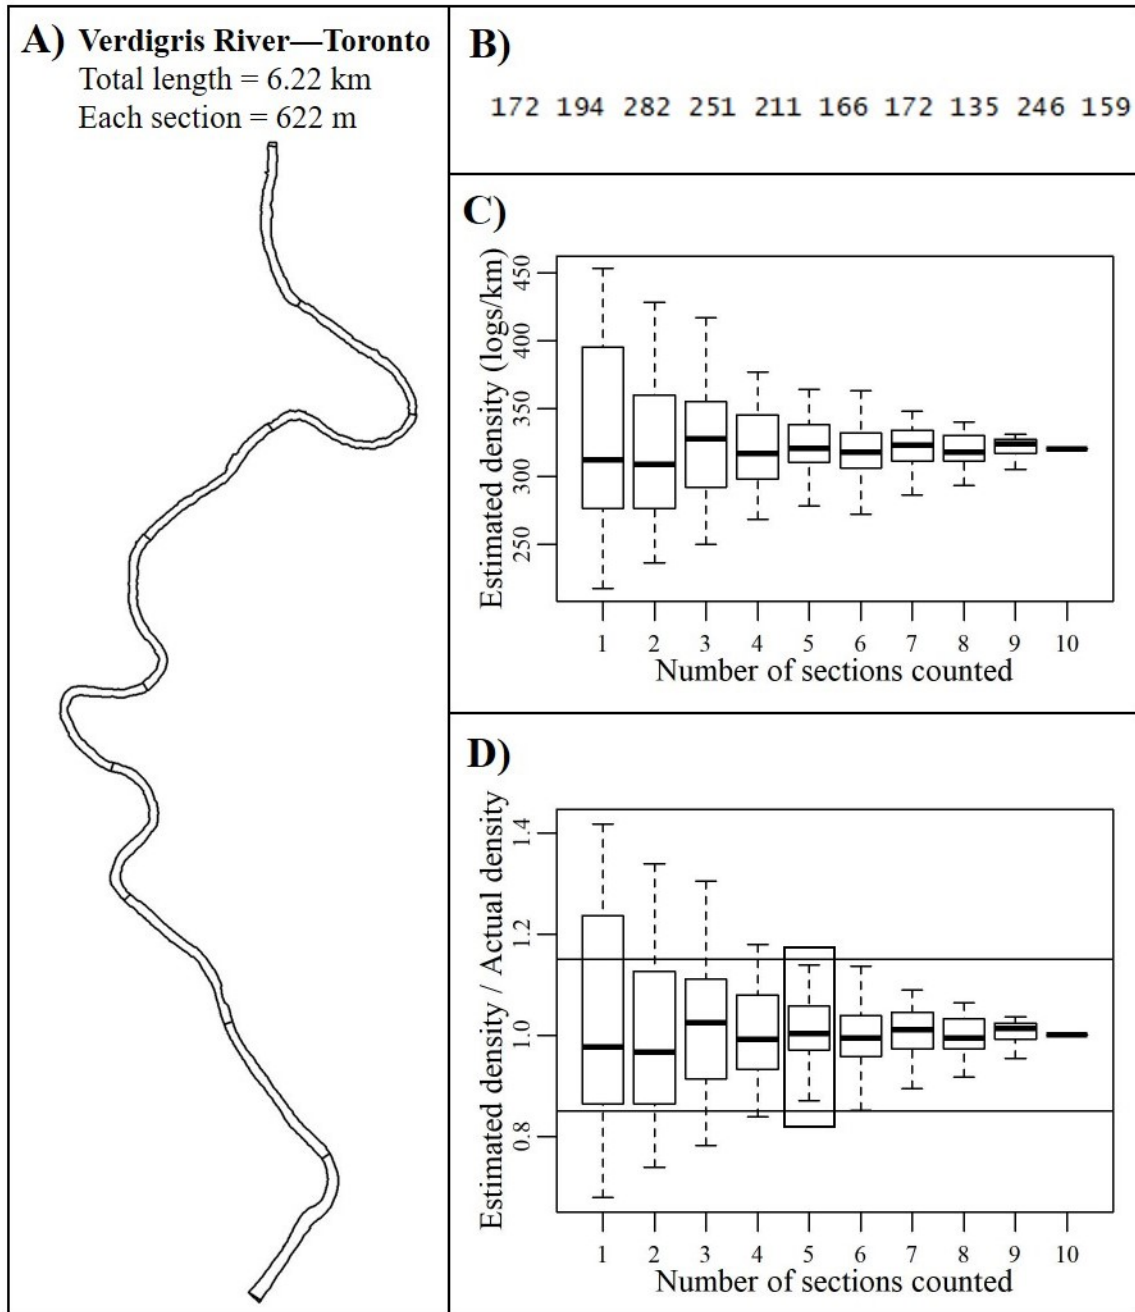 A) Verdigris River—Toronto
Total length = 6.22 km
Each section = 622 m
B)
172 194 282 251 211 166 172 135 246 159
C)
Estimated density (logs/km)
450
400
350
300
250
1 2 3 4 5 6 7 8 9 10
Number of sections counted
D)
Estimated density / Actual density
1.4
1.2
1.0
0.8
1 2 3 4 5 6 7 8 9 10
Number of sections counted